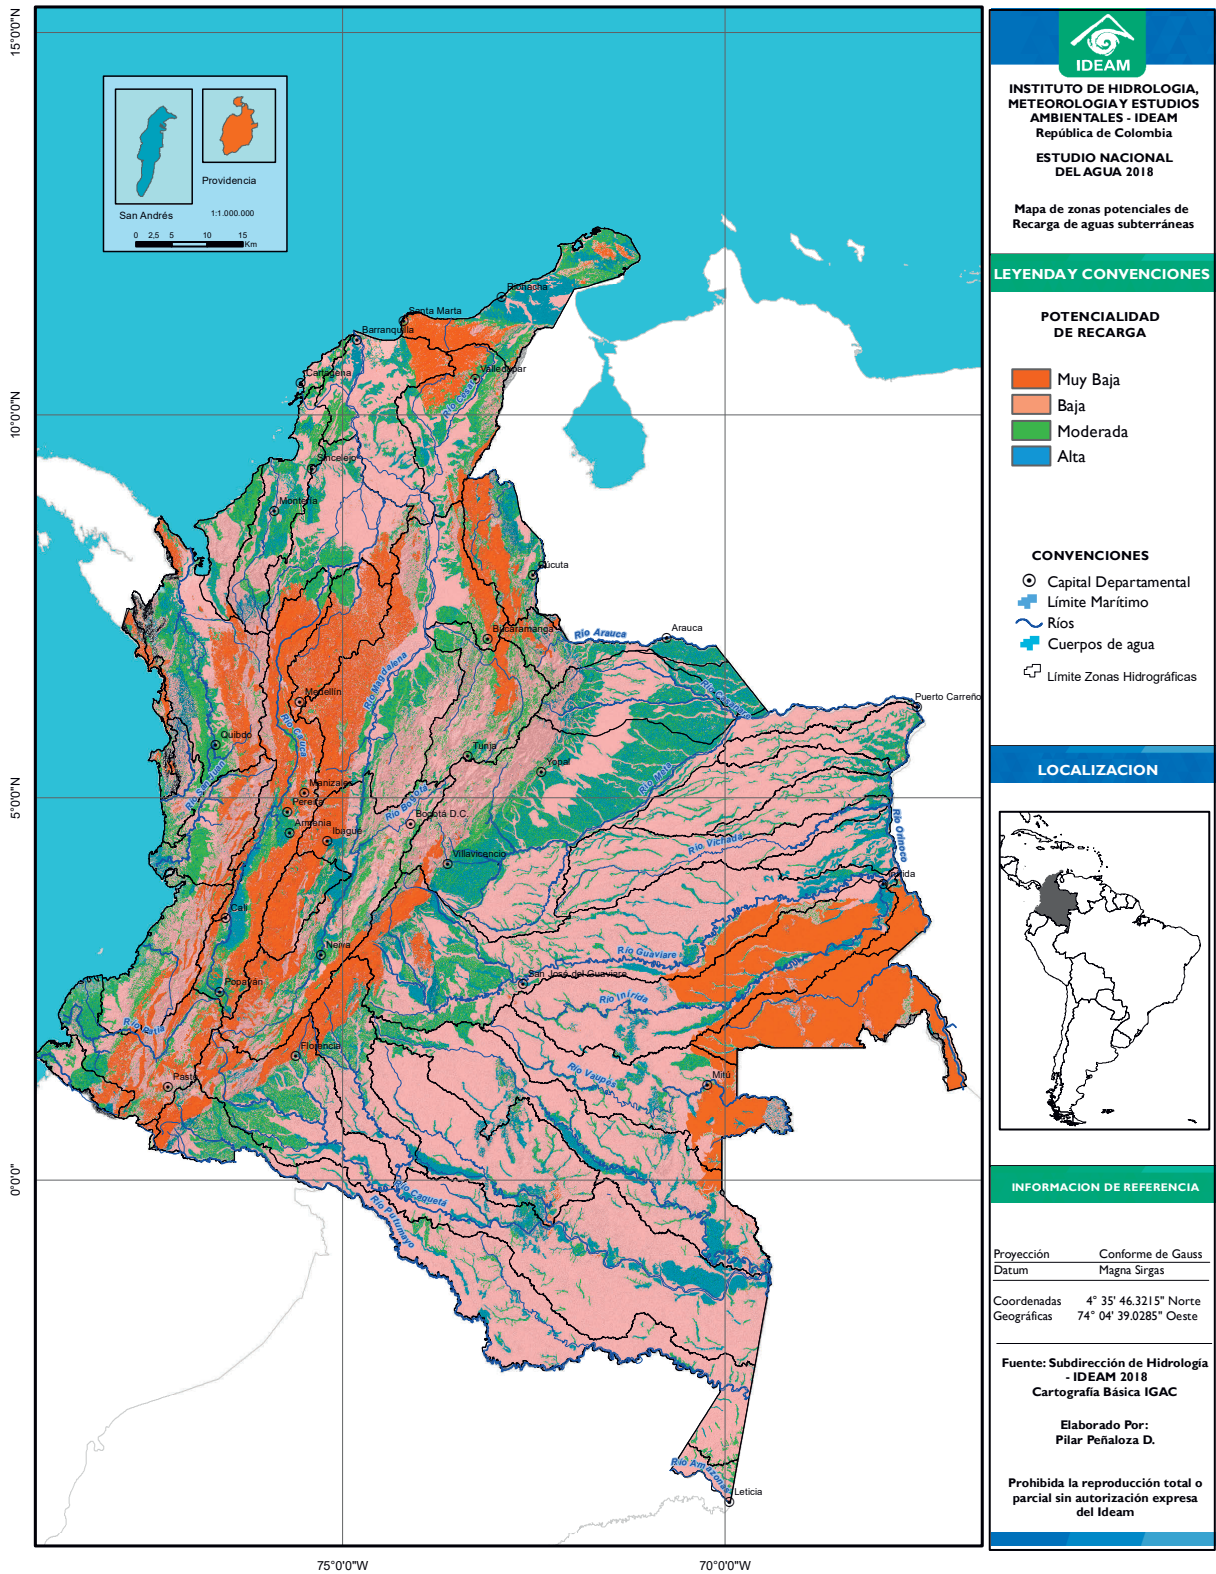 15°0'0"N
10°0'0"N
5°0'0"N
0°0'0"
75°0'0"W
70°0'0"W
San Andrés
Providencia
1:1.000.000
0 2,5 5 10 15
Km
Riohacha
Santa Marta
Barranquilla
Cartagena
Valledupar
Río Cesar
Sincelejo
Montería
Cúcuta
Bucaramanga
Río Arauca
Arauca
Río Magdalena
Río Casanare
Puerto Carreño
Medellín
Río Cauca
Quibdo
Río San Juan
Tunja
Yopal
Río Meta
Manizales
Pereira
Armenia
Ibagué
Río Bogotá
Bogotá D.C.
Villavicencio
Río Vichada
Río Orinoco
Inírida
Cali
Neiva
Río Guaviare
San José del Guaviare
Río Inírida
Popayán
Río Patía
Florencia
Río Vaupés
Mitú
Pasto
Río Caquetá
Río Putumayo
Río Amazonas
Leticia
IDEAM
INSTITUTO DE HIDROLOGIA,
METEOROLOGIA Y ESTUDIOS
AMBIENTALES - IDEAM
República de Colombia
ESTUDIO NACIONAL
DEL AGUA 2018
Mapa de zonas potenciales de
Recarga de aguas subterráneas
LEYENDA Y CONVENCIONES
POTENCIALIDAD
DE RECARGA
Muy Baja
Baja
Moderada
Alta
CONVENCIONES
Capital Departamental
Límite Marítimo
Ríos
Cuerpos de agua
Límite Zonas Hidrográficas
LOCALIZACION
INFORMACION DE REFERENCIA
Proyección Conforme de Gauss
Datum Magna Sirgas
Coordenadas 4° 35' 46.3215" Norte
Geográficas 74° 04' 39.0285" Oeste
Fuente: Subdirección de Hidrología
- IDEAM 2018
Cartografía Básica IGAC
Elaborado Por:
Pilar Peñaloza D.
Prohibida la reproducción total o
parcial sin autorización expresa
del Ideam